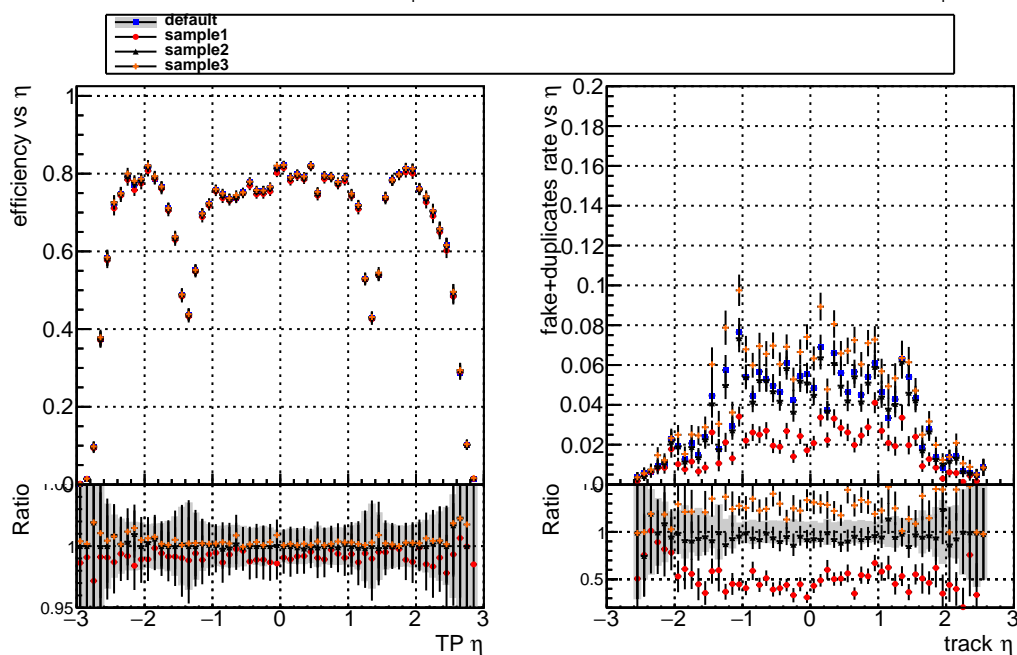 default
sample1
sample2
sample3
efficiency vs η
1
0.8
0.6
0.4
0.2
0
Ratio
1
0.95
−3 −2 −1 0 1 2 3
TP η
fake+duplicates rate vs η
0.2
0.18
0.16
0.14
0.12
0.1
0.08
0.06
0.04
0.02
0
Ratio
1
0.5
−3 −2 −1 0 1 2 3
track η